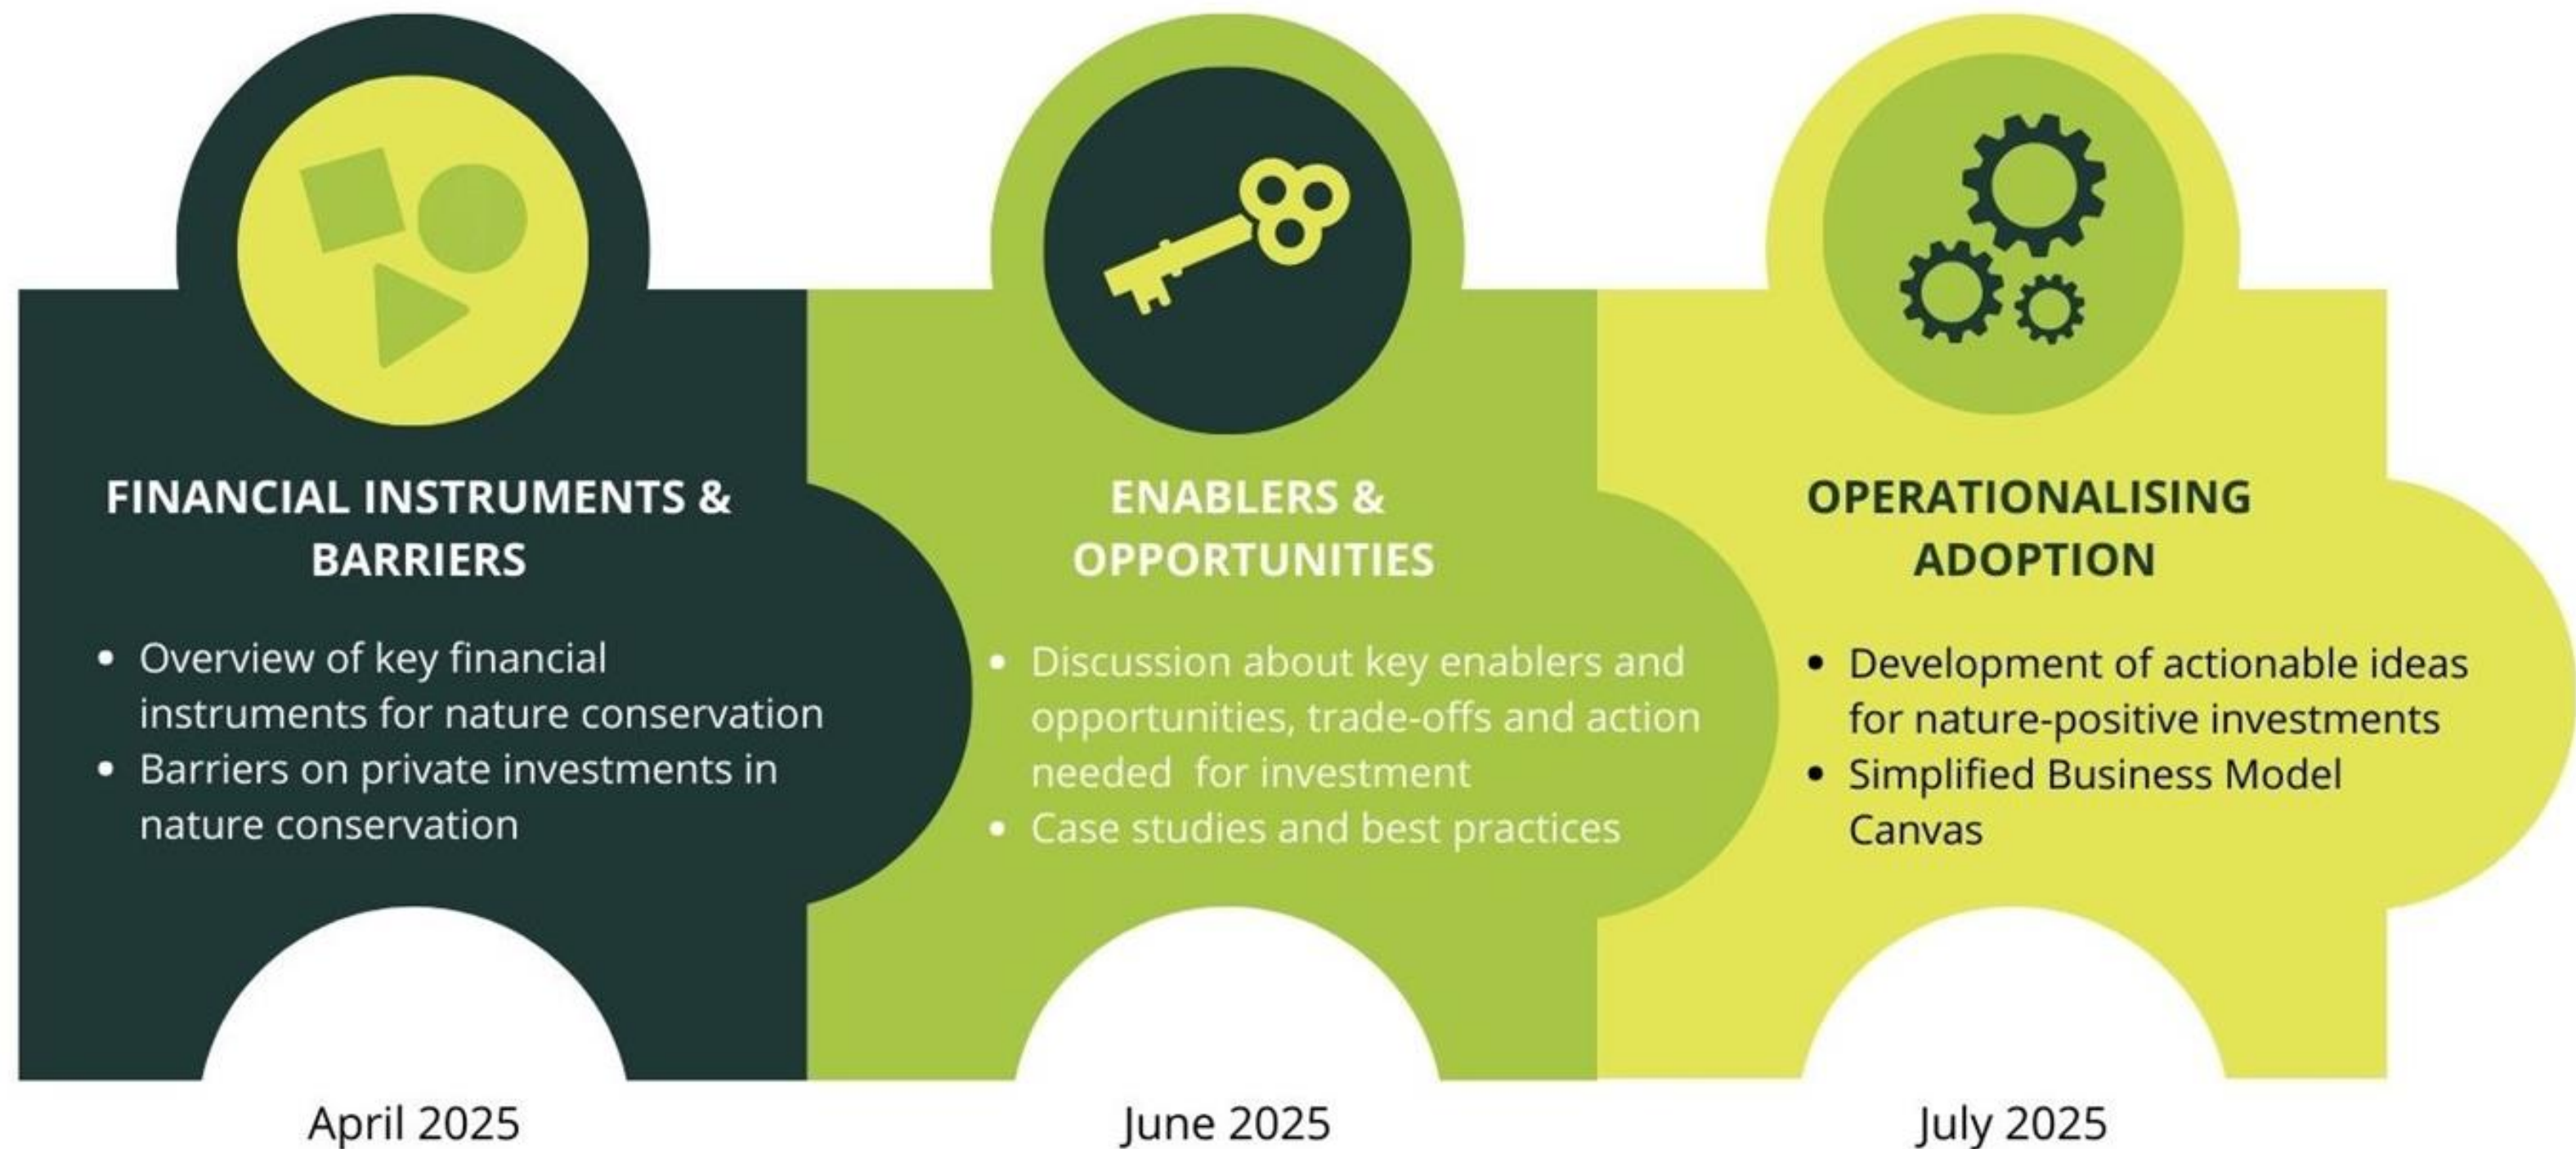 FINANCIAL INSTRUMENTS &
BARRIERS
• Overview of key financial
instruments for nature conservation
• Barriers on private investments in
nature conservation
April 2025
ENABLERS &
OPPORTUNITIES
• Discussion about key enablers and
opportunities, trade-offs and action
needed  for investment
• Case studies and best practices
June 2025
OPERATIONALISING
ADOPTION
• Development of actionable ideas
for nature-positive investments
• Simplified Business Model
Canvas
July 2025